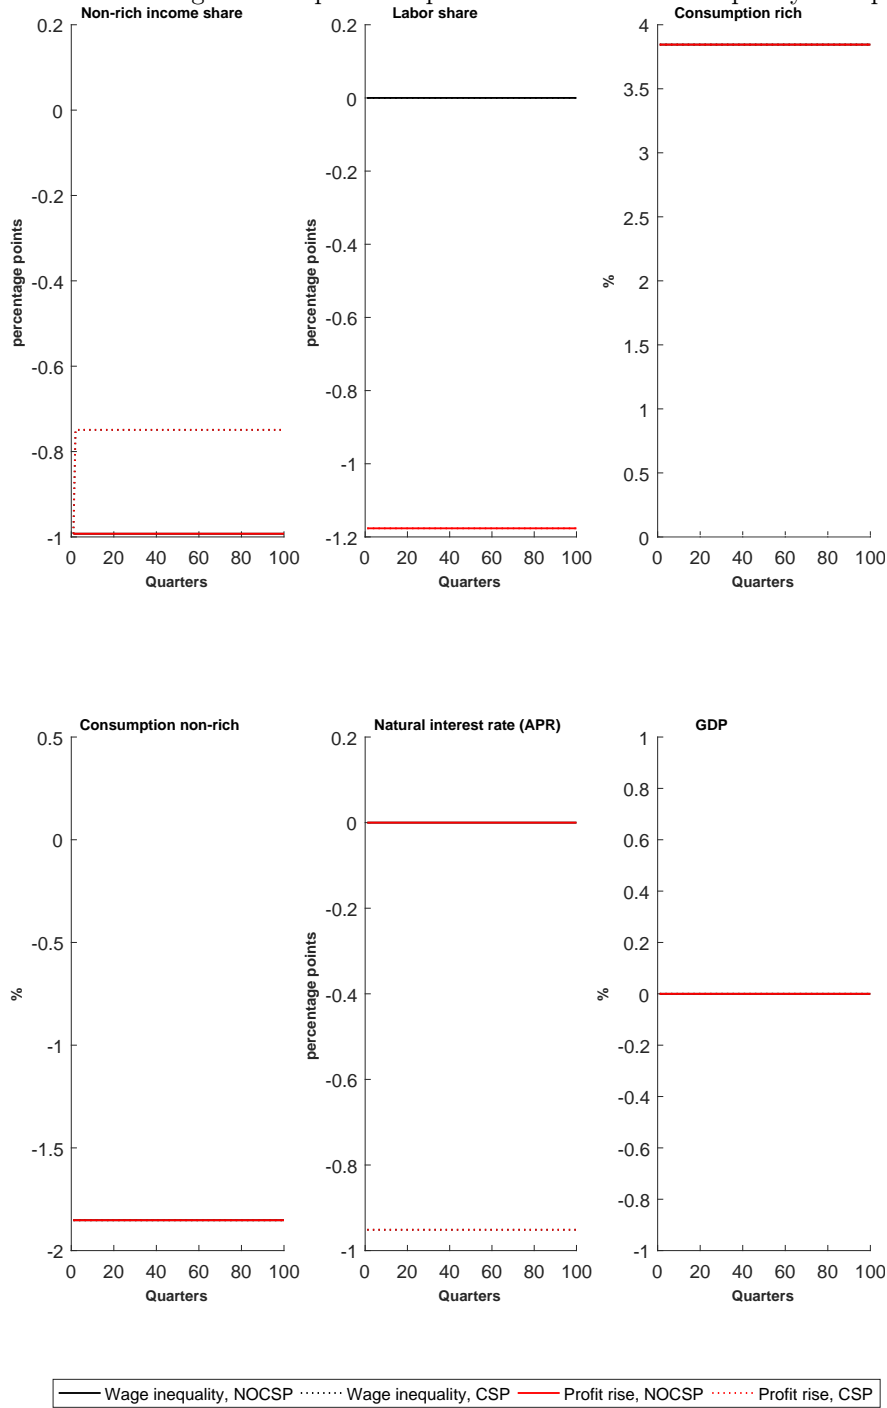 Non-rich income share
Labor share
Consumption rich
0.2
0
-0.2
-0.4
-0.6
-0.8
-1
percentage points
0 20 40 60 80 100
Quarters
0.2
0
-0.2
-0.4
-0.6
-0.8
-1
-1.2
percentage points
0 20 40 60 80 100
Quarters
4
3.5
3
2.5
2
1.5
1
0.5
0
%
0 20 40 60 80 100
Quarters
Consumption non-rich
Natural interest rate (APR)
GDP
0.5
0
-0.5
-1
-1.5
-2
%
0 20 40 60 80 100
Quarters
0.2
0
-0.2
-0.4
-0.6
-0.8
-1
percentage points
0 20 40 60 80 100
Quarters
1
0.8
0.6
0.4
0.2
0
-0.2
-0.4
-0.6
-0.8
-1
%
0 20 40 60 80 100
Quarters
Wage inequality, NOCSP Wage inequality, CSP Profit rise, NOCSP Profit rise, CSP